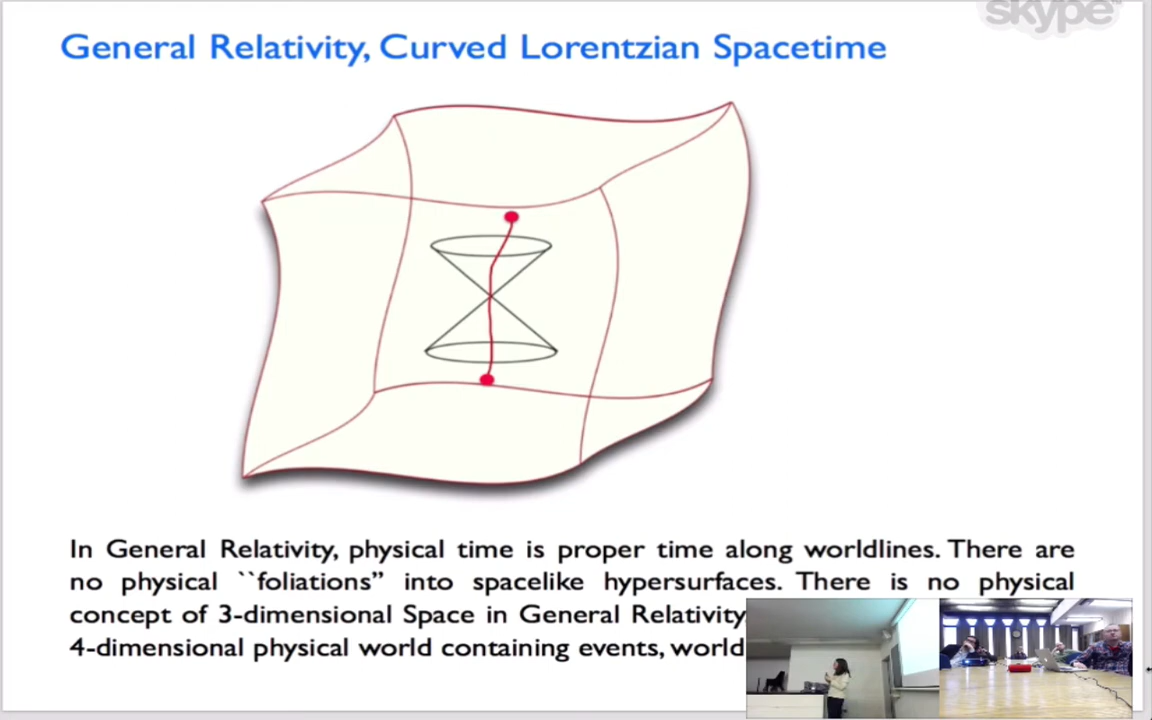 skype
General Relativity, Curved Lorentzian Spacetime
In General Relativity, physical time is proper time along worldlines. There are
no physical ``foliations” into spacelike hypersurfaces. There is no physical
concept of 3-dimensional Space in General Relativity
4-dimensional physical world containing events, world